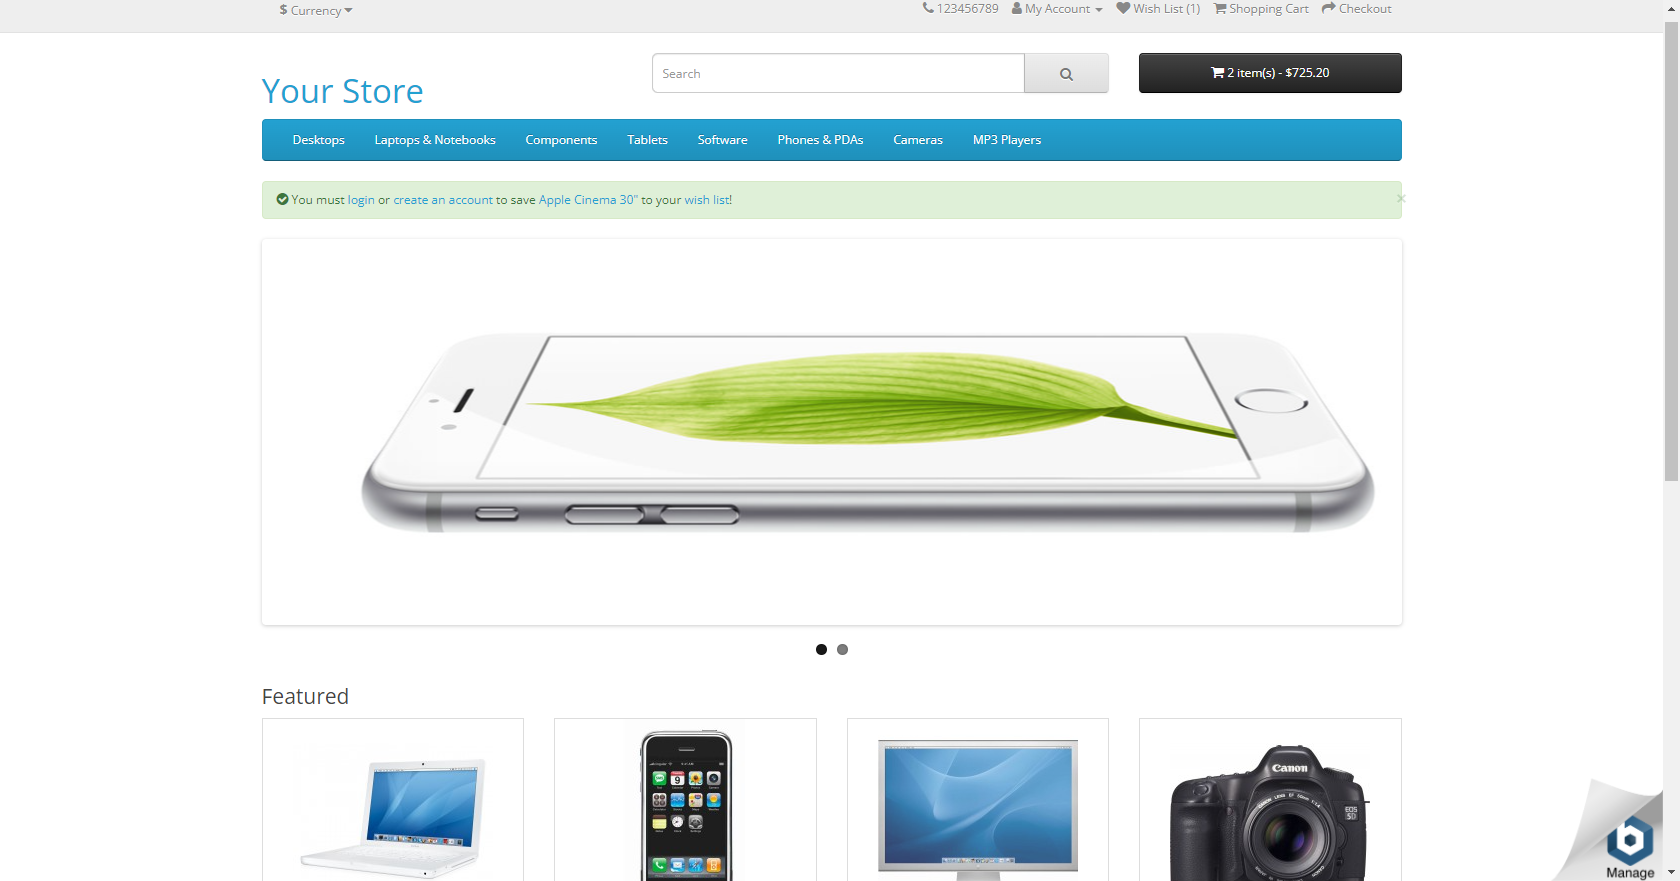 $ Currency
123456789 My Account Wish List (1) Shopping Cart Checkout
Your Store
Search
2 item(s) - $725.20
Desktops Laptops & Notebooks Components Tablets Software Phones & PDAs Cameras MP3 Players
You must login or create an account to save Apple Cinema 30" to your wish list!
×
Featured
Canon
EOS
5D
Manage